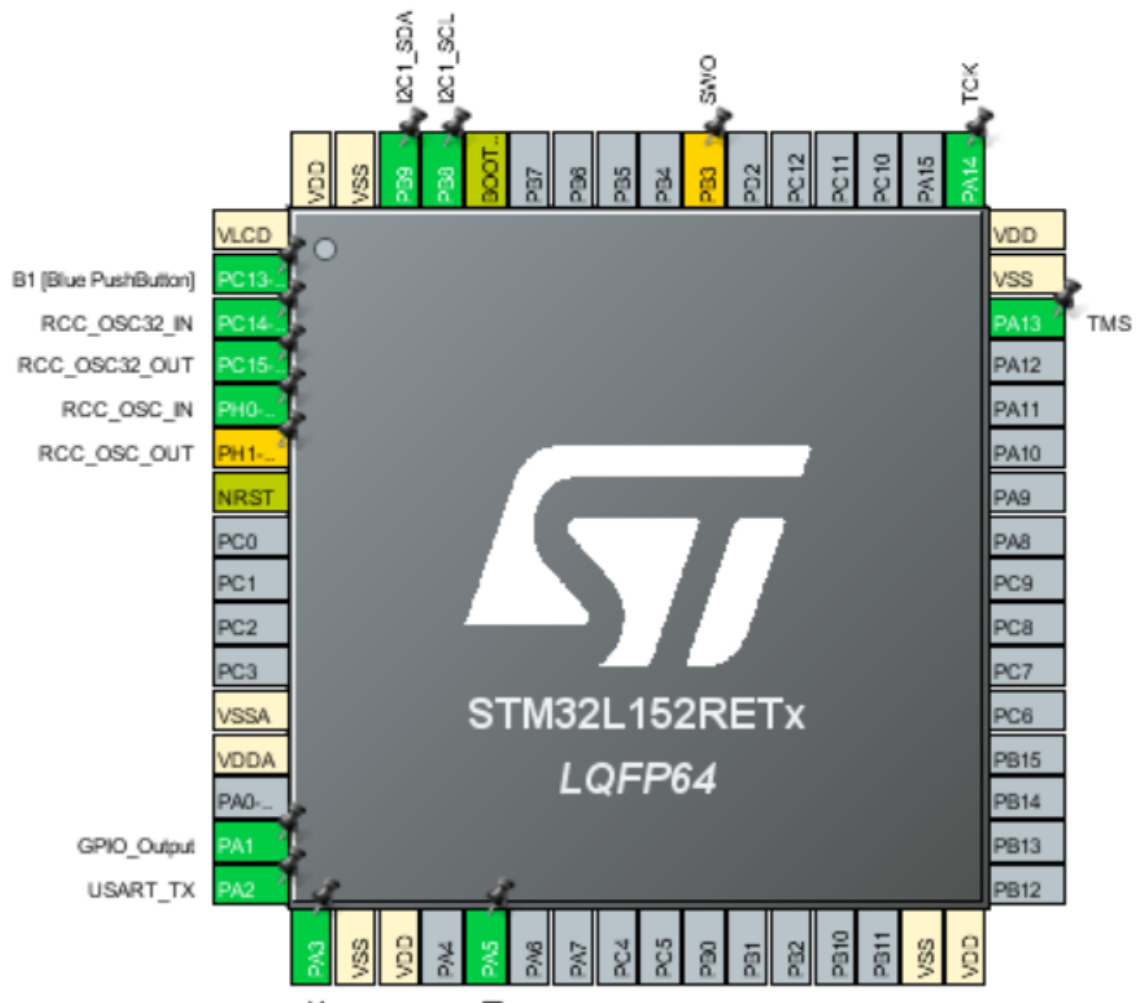 I2C1_SDA
I2C1_SCL
SWO
TCK
VDD
VSS
PB9
PB8
BOOT..
PB7
PB6
PB5
PB4
PB3
PD2
PC12
PC11
PC10
PA15
PA14
VLCD
B1 [Blue PushButton] PC13-..
RCC_OSC32_IN PC14-..
RCC_OSC32_OUT PC15-..
RCC_OSC_IN PH0-..
RCC_OSC_OUT PH1-..
NRST
PC0
PC1
PC2
PC3
VSSA
VDDA
PA0-..
GPIO_Output PA1
USART_TX PA2
STM32L152RETx
LQFP64
VDD
VSS
PA13 TMS
PA12
PA11
PA10
PA9
PA8
PC9
PC8
PC7
PC6
PB15
PB14
PB13
PB12
PA3
VSS
VDD
PA4
PA5
PA6
PA7
PC4
PC5
PB0
PB1
PB2
PB10
PB11
VSS
VDD